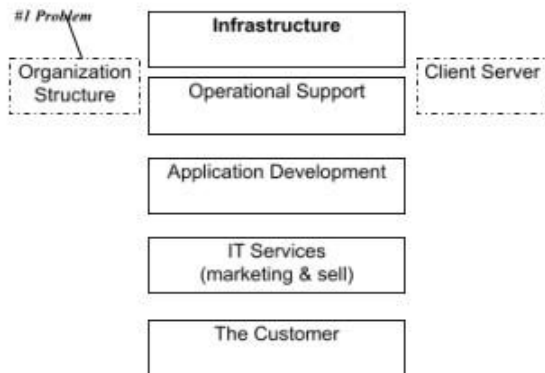 #1 Problem
Infrastructure
Organization
Structure
Operational Support
Client Server
Application Development
IT Services
(marketing & sell)
The Customer